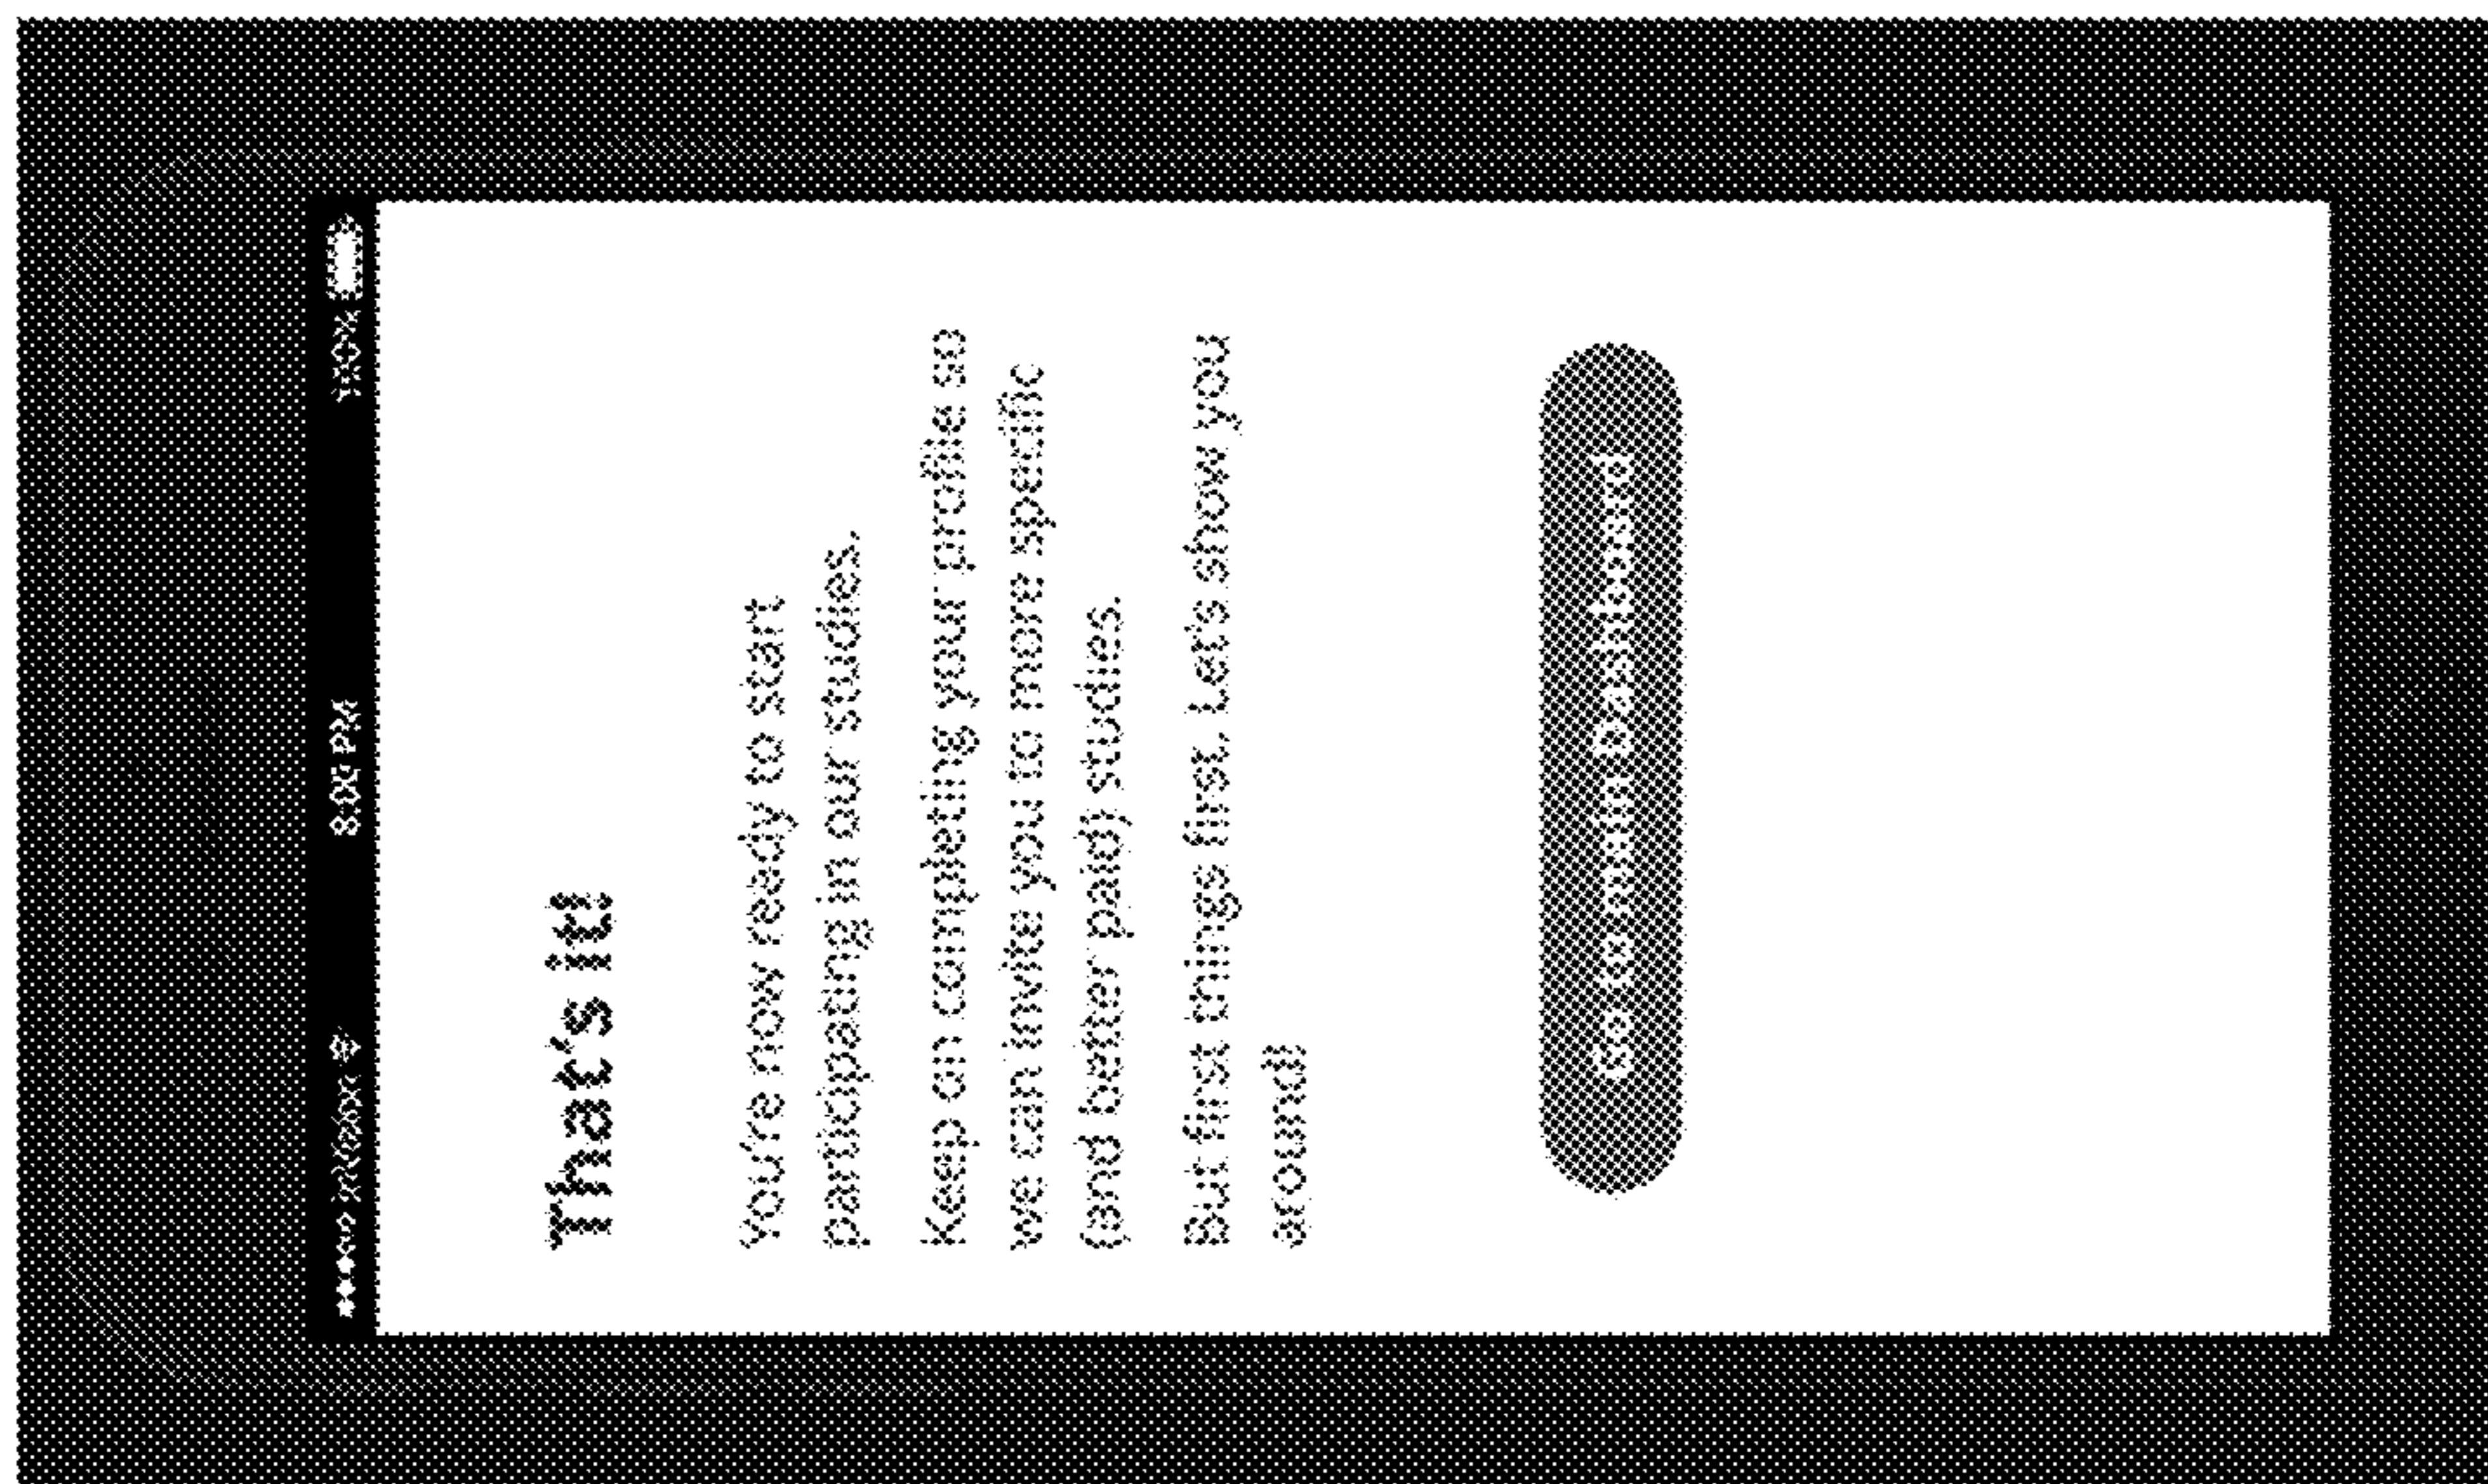 8:00 PM
100%
That's it!
You're now ready to start
participating in our studies.
Keep on completing your profile so
we can invite you to more specific
(and better paid) studies.
But first things first. Let's show you
around!
Go to main Dashboard